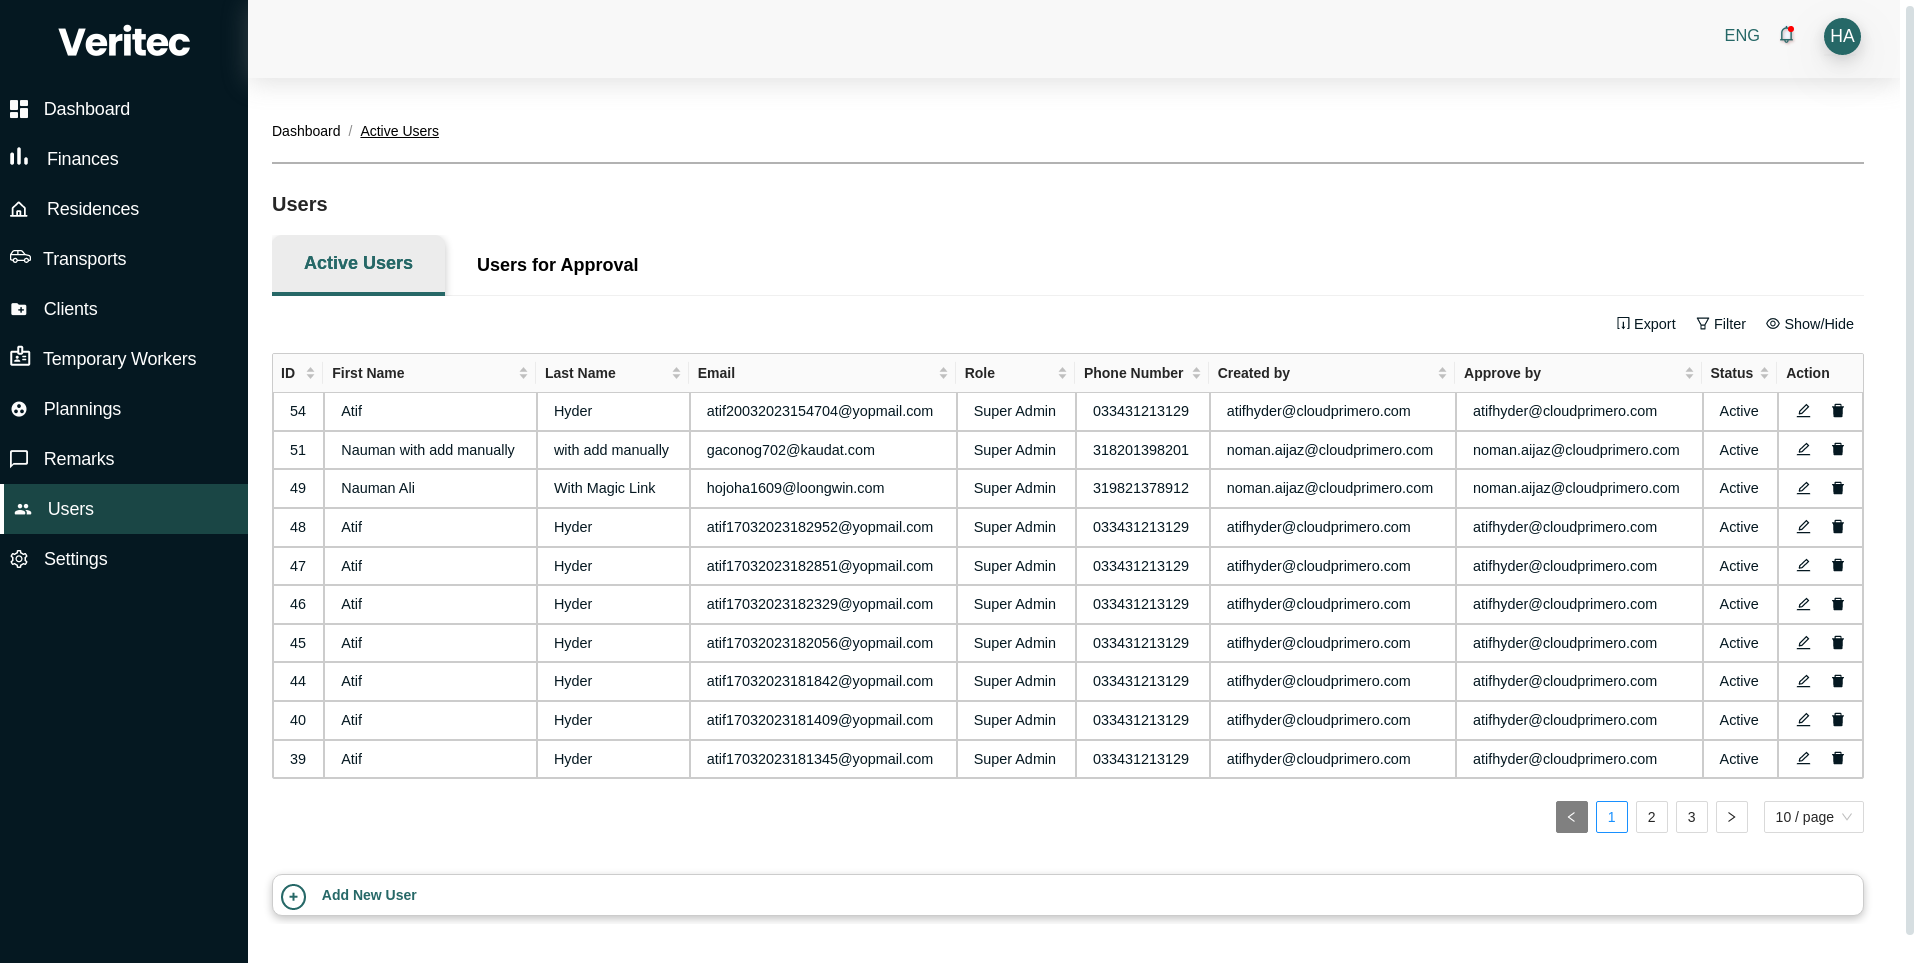 Veritec
ENG HA
Dashboard
Finances
Residences
Transports
Clients
Temporary Workers
Plannings
Remarks
Users
Settings
Dashboard / Active Users
Users
Active Users Users for Approval
Export Filter Show/Hide
ID First Name Last Name Email Role Phone Number Created by Approve by Status Action
54 Atif Hyder atif20032023154704@yopmail.com Super Admin 033431213129 atifhyder@cloudprimero.com atifhyder@cloudprimero.com Active
51 Nauman with add manually with add manually gaconog702@kaudat.com Super Admin 318201398201 noman.aijaz@cloudprimero.com noman.aijaz@cloudprimero.com Active
49 Nauman Ali With Magic Link hojoha1609@loongwin.com Super Admin 319821378912 noman.aijaz@cloudprimero.com noman.aijaz@cloudprimero.com Active
48 Atif Hyder atif17032023182952@yopmail.com Super Admin 033431213129 atifhyder@cloudprimero.com atifhyder@cloudprimero.com Active
47 Atif Hyder atif17032023182851@yopmail.com Super Admin 033431213129 atifhyder@cloudprimero.com atifhyder@cloudprimero.com Active
46 Atif Hyder atif17032023182329@yopmail.com Super Admin 033431213129 atifhyder@cloudprimero.com atifhyder@cloudprimero.com Active
45 Atif Hyder atif17032023182056@yopmail.com Super Admin 033431213129 atifhyder@cloudprimero.com atifhyder@cloudprimero.com Active
44 Atif Hyder atif17032023181842@yopmail.com Super Admin 033431213129 atifhyder@cloudprimero.com atifhyder@cloudprimero.com Active
40 Atif Hyder atif17032023181409@yopmail.com Super Admin 033431213129 atifhyder@cloudprimero.com atifhyder@cloudprimero.com Active
39 Atif Hyder atif17032023181345@yopmail.com Super Admin 033431213129 atifhyder@cloudprimero.com atifhyder@cloudprimero.com Active
1 2 3 10 / page
Add New User